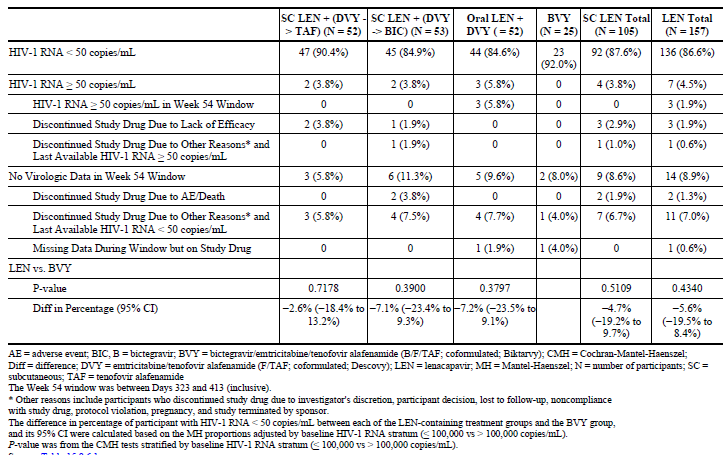 SC LEN + (DVY - SC LEN + (DVY Oral LEN + BVY SC LEN Total LEN Total
> TAF) (N = 52) -> BIC) (N = 53) DVY ( = 52) (N = 25) (N = 105) (N = 157)
HIV-1 RNA < 50 copies/mL 47 (90.4%) 45 (84.9%) 44 (84.6%) 23 92 (87.6%) 136 (86.6%)
(92.0%)
HIV-1 RNA ≥ 50 copies/mL 2 (3.8%) 2 (3.8%) 3 (5.8%) 0 4 (3.8%) 7 (4.5%)
HIV-1 RNA ≥ 50 copies/mL in Week 54 Window 0 0 3 (5.8%) 0 0 3 (1.9%)
Discontinued Study Drug Due to Lack of Efficacy 2 (3.8%) 1 (1.9%) 0 0 3 (2.9%) 3 (1.9%)
Discontinued Study Drug Due to Other Reasons* and 0 1 (1.9%) 0 0 1 (1.0%) 1 (0.6%)
Last Available HIV-1 RNA ≥ 50 copies/mL
No Virologic Data in Week 54 Window 3 (5.8%) 6 (11.3%) 5 (9.6%) 2 (8.0%) 9 (8.6%) 14 (8.9%)
Discontinued Study Drug Due to AE/Death 0 2 (3.8%) 0 0 2 (1.9%) 2 (1.3%)
Discontinued Study Drug Due to Other Reasons* and 3 (5.8%) 4 (7.5%) 4 (7.7%) 1 (4.0%) 7 (6.7%) 11 (7.0%)
Last Available HIV-1 RNA < 50 copies/mL
Missing Data During Window but on Study Drug 0 0 1 (1.9%) 1 (4.0%) 0 1 (0.6%)
LEN vs. BVY
P-value 0.7178 0.3900 0.3797 0.5109 0.4340
Diff in Percentage (95% CI) −2.6% (−18.4% to −7.1% (−23.4% to −7.2% (−23.5% to −4.7% −5.6%
13.2%) 9.3%) 9.1%) (−19.2% to (−19.5% to
9.7%) 8.4%)
AE = adverse event; BIC, B = bictegravir; BVY = bictegravir/emtricitabine/tenofovir alafenamide (B/F/TAF; coformulated; Biktarvy); CMH = Cochran-Mantel-Haenszel;
Diff = difference; DVY = emtricitabine/tenofovir alafenamide (F/TAF; coformulated; Descovy); LEN = lenacapavir; MH = Mantel-Haenszel; N = number of participants; SC =
subcutaneous; TAF = tenofovir alafenamide
The Week 54 window was between Days 323 and 413 (inclusive).
* Other reasons include participants who discontinued study drug due to investigator's discretion, participant decision, lost to follow-up, noncompliance
with study drug, protocol violation, pregnancy, and study terminated by sponsor.
The difference in percentage of participant with HIV-1 RNA < 50 copies/mL between each of the LEN-containing treatment groups and the BVY group,
and its 95% CI were calculated based on the MH proportions adjusted by baseline HIV-1 RNA stratum (≤ 100,000 vs > 100,000 copies/mL).
P-value was from the CMH tests stratified by baseline HIV-1 RNA stratum (≤ 100,000 vs > 100,000 copies/mL).